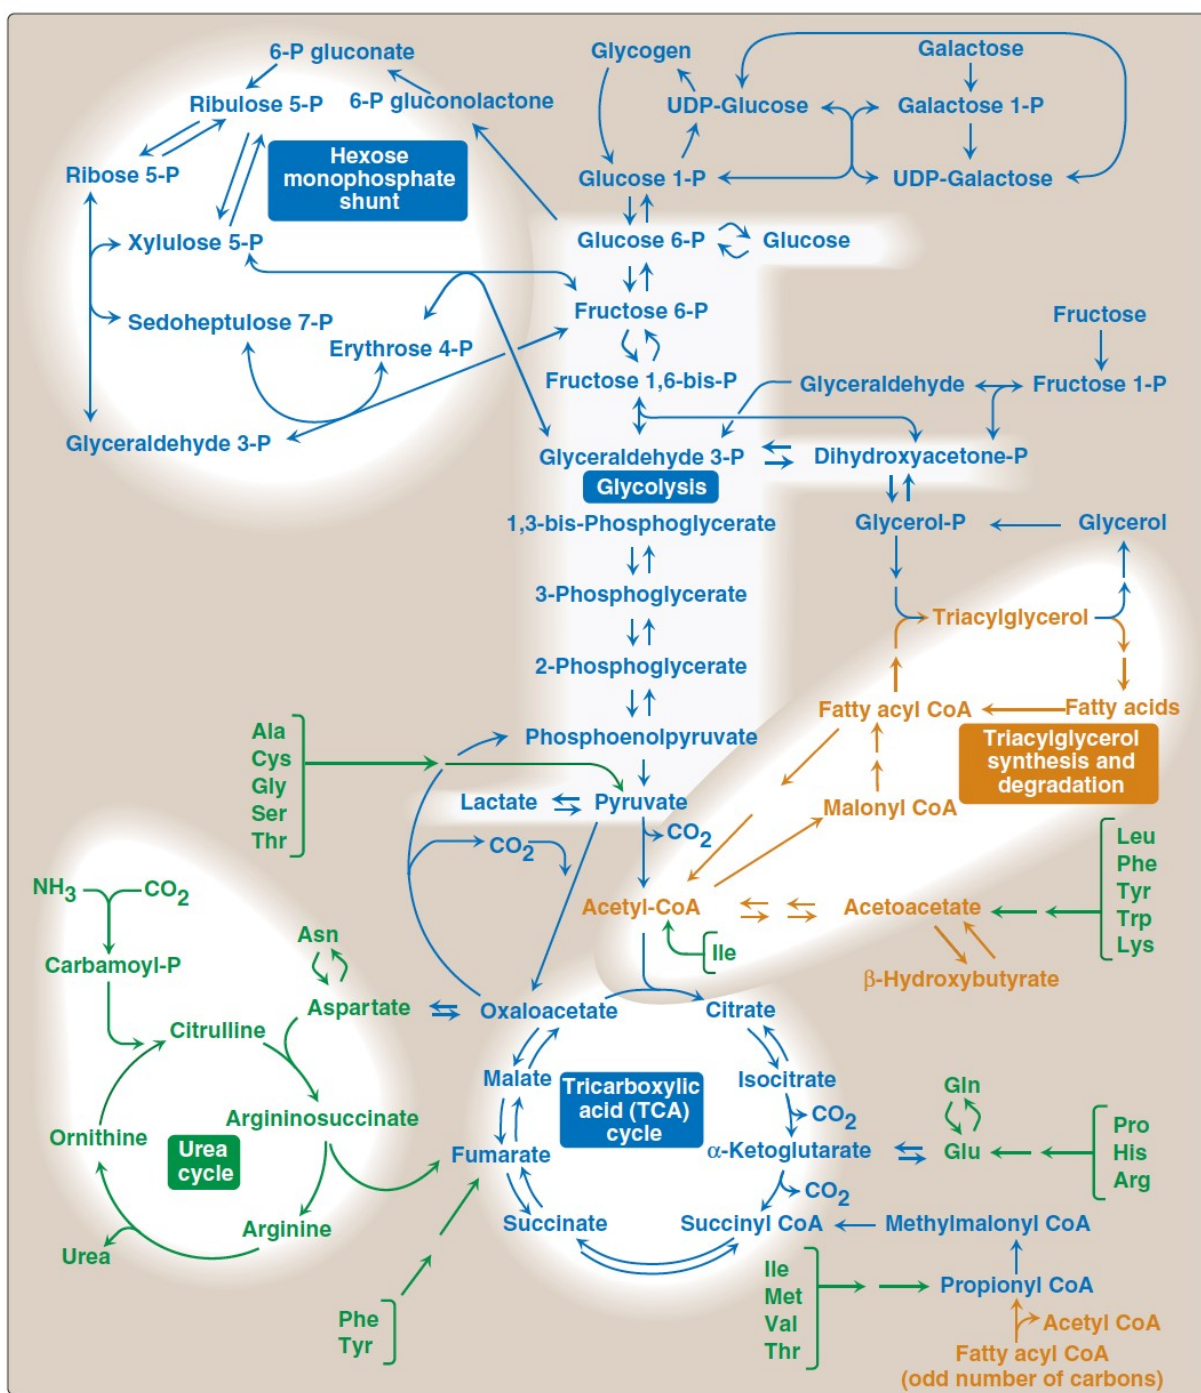 6-P gluconate
Glycogen
Galactose
Ribulose 5-P
6-P gluconolactone
UDP-Glucose
Galactose 1-P
Hexose
monophosphate
shunt
Ribose 5-P
Glucose 1-P
UDP-Galactose
Xylulose 5-P
Glucose 6-P
Glucose
Sedoheptulose 7-P
Fructose 6-P
Fructose
Erythrose 4-P
Fructose 1,6-bis-P
Glyceraldehyde
Fructose 1-P
Glyceraldehyde 3-P
Glyceraldehyde 3-P
Dihydroxyacetone-P
Glycolysis
1,3-bis-Phosphoglycerate
Glycerol-P
Glycerol
3-Phosphoglycerate
Triacylglycerol
2-Phosphoglycerate
Fatty acyl CoA
Fatty acids
Triacylglycerol
synthesis and
degradation
Ala
Cys
Gly
Ser
Thr
Phosphoenolpyruvate
Lactate
Pyruvate
Malonyl CoA
CO2
CO2
Leu
Phe
Tyr
Trp
Lys
NH3
CO2
Acetyl-CoA
Acetoacetate
Asn
Ile
Carbamoyl-P
β-Hydroxybutyrate
Aspartate
Oxaloacetate
Citrate
Citrulline
Malate
Tricarboxylic
acid (TCA)
cycle
Isocitrate
Gln
CO2
Argininosuccinate
Ornithine
Urea
cycle
Fumarate
α-Ketoglutarate
Glu
Pro
His
Arg
CO2
Arginine
Succinate
Succinyl CoA
Methylmalonyl CoA
Urea
Ile
Met
Val
Thr
Propionyl CoA
Phe
Tyr
Acetyl CoA
Fatty acyl CoA
(odd number of carbons)